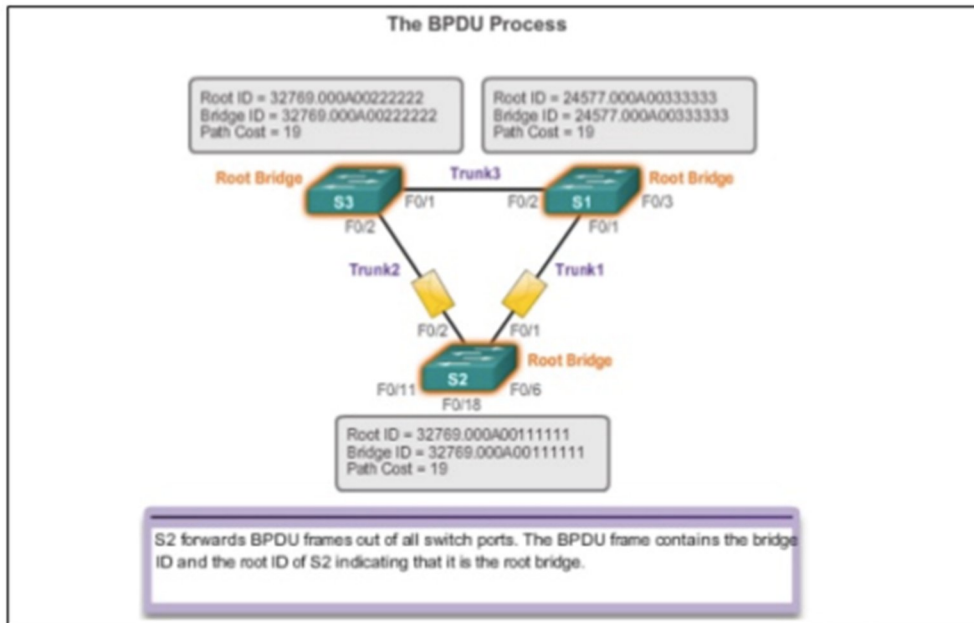 The BPDU Process
Root ID = 32769.000A00222222
Bridge ID = 32769.000A00222222
Path Cost = 19
Root ID = 24577.000A00333333
Bridge ID = 24577.000A00333333
Path Cost = 19
Root Bridge
Trunk3
Root Bridge
S3
F0/1
F0/2
S1
F0/3
F0/2
F0/1
Trunk2
Trunk1
F0/2
F0/1
Root Bridge
S2
F0/11
F0/6
F0/18
Root ID = 32769.000A00111111
Bridge ID = 32769.000A00111111
Path Cost = 19
S2 forwards BPDU frames out of all switch ports. The BPDU frame contains the bridge
ID and the root ID of S2 indicating that it is the root bridge.